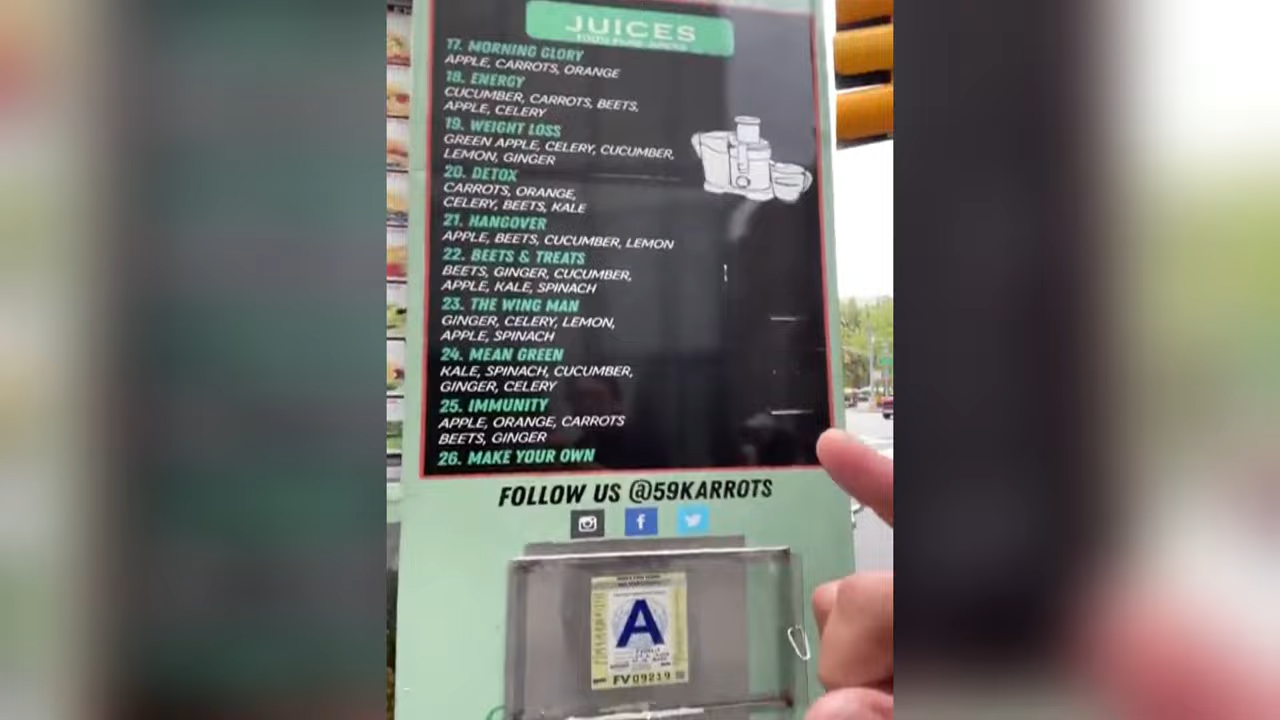 JUICES
100% PURE JUICES
17. MORNING GLORY
APPLE, CARROTS, ORANGE
18. ENERGY
CUCUMBER, CARROTS, BEETS,
APPLE, CELERY
19. WEIGHT LOSS
GREEN APPLE, CELERY, CUCUMBER,
LEMON, GINGER
20. DETOX
CARROTS, ORANGE,
CELERY, BEETS, KALE
21. HANGOVER
APPLE, BEETS, CUCUMBER, LEMON
22. BEETS & TREATS
BEETS, GINGER, CUCUMBER,
APPLE, KALE, SPINACH
23. THE WING MAN
GINGER, CELERY, LEMON,
APPLE, SPINACH
24. MEAN GREEN
KALE, SPINACH, CUCUMBER,
GINGER, CELERY
25. IMMUNITY
APPLE, ORANGE, CARROTS
BEETS, GINGER
26. MAKE YOUR OWN
FOLLOW US @59KARROTS
A
FV09219